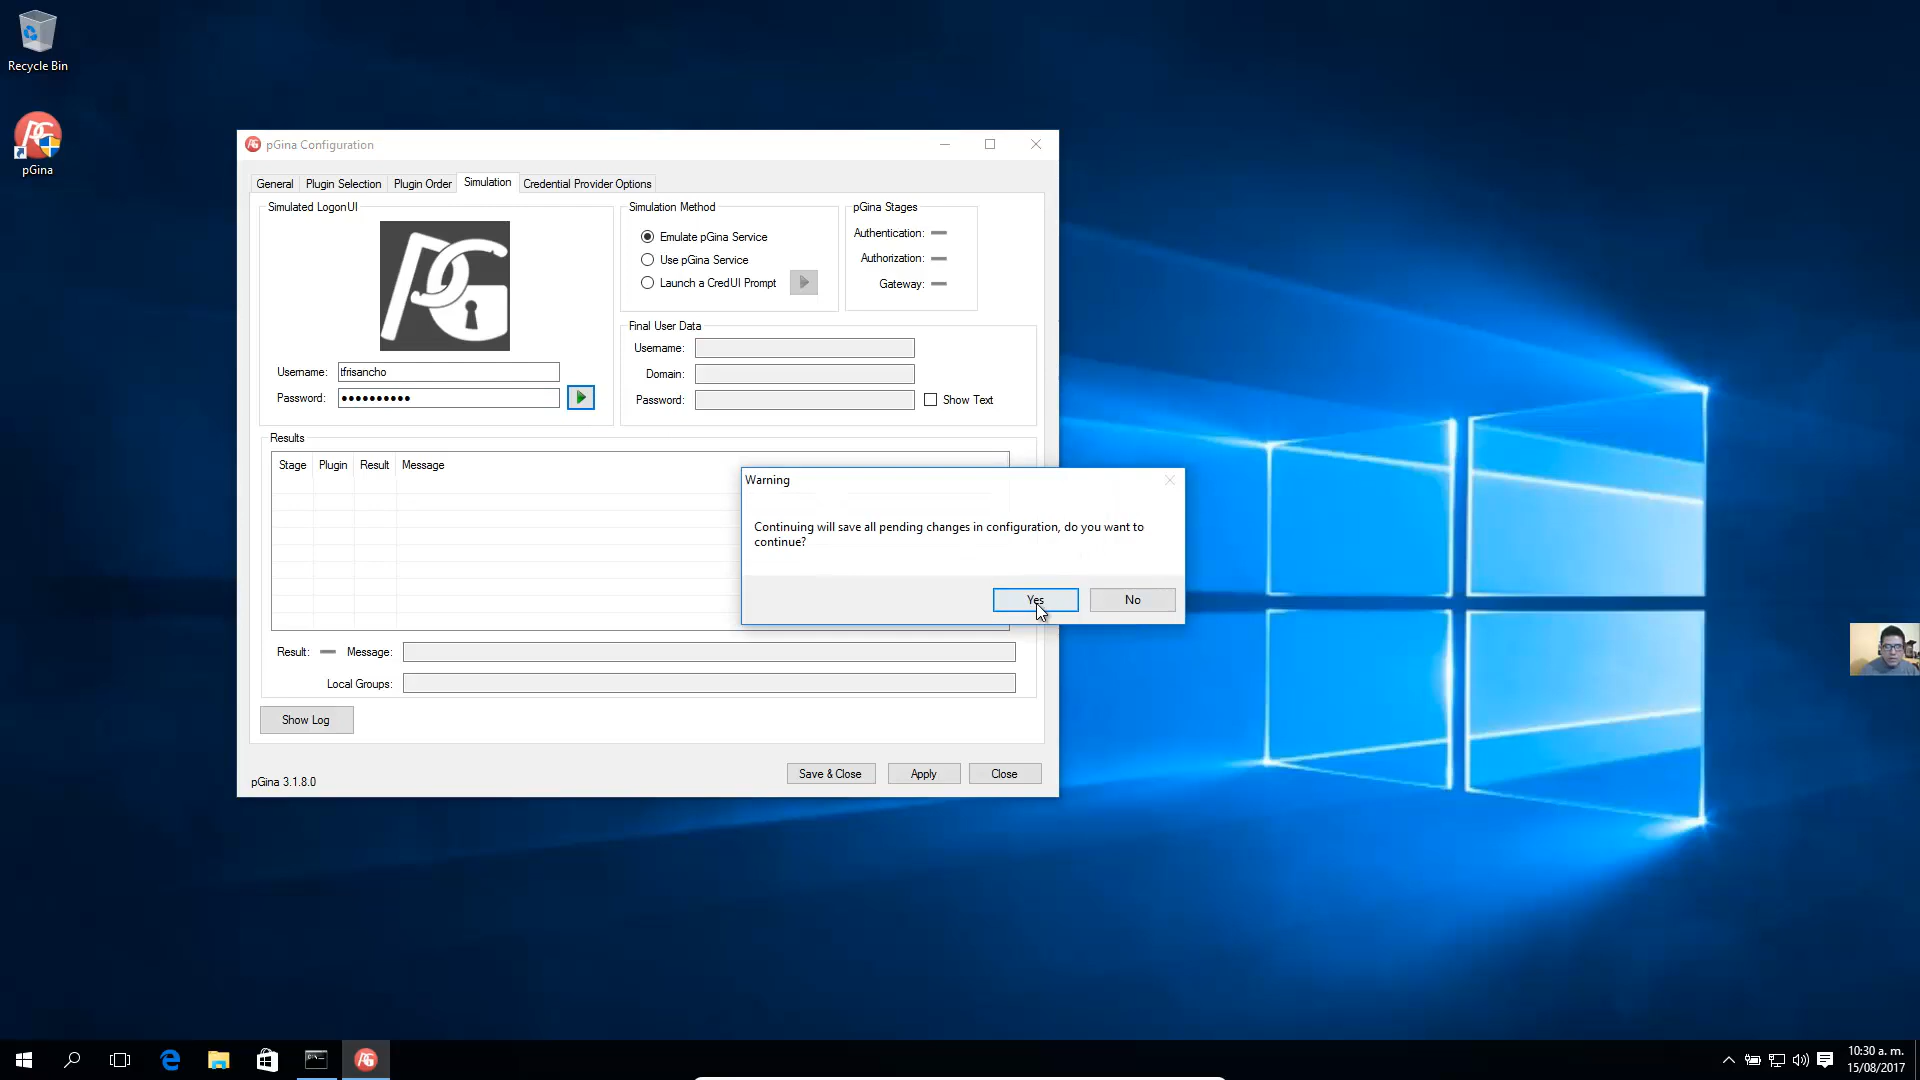 Recycle Bin
pGina
pGina Configuration
General
Plugin Selection
Plugin Order
Simulation
Credential Provider Options
Simulated LogonUI
Username: tfrisancho
Password: ●●●●●●●●●●
Simulation Method
Emulate pGina Service
Use pGina Service
Launch a CredUI Prompt
pGina Stages
Authentication:
Authorization:
Gateway:
Final User Data
Username:
Domain:
Password:
Show Text
Results
Stage Plugin Result Message
Warning
Continuing will save all pending changes in configuration, do you want to
continue?
Yes
No
Result: Message:
Local Groups:
Show Log
pGina 3.1.8.0
Save & Close
Apply
Close
10:30 a. m.
15/08/2017